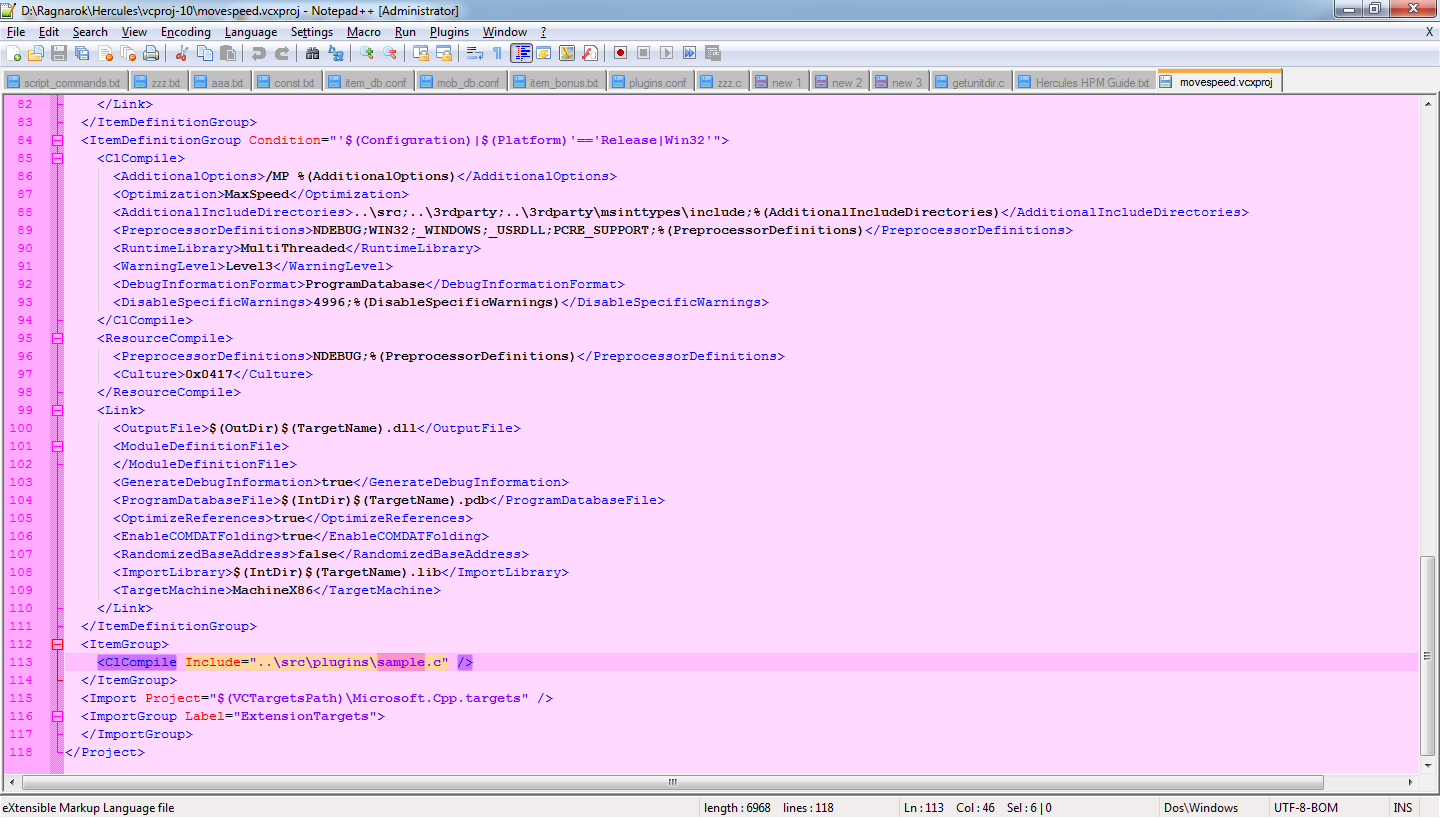 D:\Ragnarok\Hercules\vcproj-10\movespeed.vcxproj - Notepad++ [Administrator]
File Edit Search View Encoding Language Settings Macro Run Plugins Window ? X
script_commands.txt zzz.txt aaa.txt const.txt item_db.conf mob_db.conf item_bonus.txt plugins.conf zzz.c new 1 new 2 new 3 getunitdir.c Hercules HPM Guide.txt movespeed.vcxproj
82 </Link>
83 </ItemDefinitionGroup>
84 <ItemDefinitionGroup Condition="'$(Configuration)|$(Platform)'=='Release|Win32'">
85 <ClCompile>
86 <AdditionalOptions>/MP %(AdditionalOptions)</AdditionalOptions>
87 <Optimization>MaxSpeed</Optimization>
88 <AdditionalIncludeDirectories>..\src;..\3rdparty;..\3rdparty\msinttypes\include;%(AdditionalIncludeDirectories)</AdditionalIncludeDirectories>
89 <PreprocessorDefinitions>NDEBUG;WIN32;_WINDOWS;_USRDLL;PCRE_SUPPORT;%(PreprocessorDefinitions)</PreprocessorDefinitions>
90 <RuntimeLibrary>MultiThreaded</RuntimeLibrary>
91 <WarningLevel>Level3</WarningLevel>
92 <DebugInformationFormat>ProgramDatabase</DebugInformationFormat>
93 <DisableSpecificWarnings>4996;%(DisableSpecificWarnings)</DisableSpecificWarnings>
94 </ClCompile>
95 <ResourceCompile>
96 <PreprocessorDefinitions>NDEBUG;%(PreprocessorDefinitions)</PreprocessorDefinitions>
97 <Culture>0x0417</Culture>
98 </ResourceCompile>
99 <Link>
100 <OutputFile>$(OutDir)$(TargetName).dll</OutputFile>
101 <ModuleDefinitionFile>
102 </ModuleDefinitionFile>
103 <GenerateDebugInformation>true</GenerateDebugInformation>
104 <ProgramDatabaseFile>$(IntDir)$(TargetName).pdb</ProgramDatabaseFile>
105 <OptimizeReferences>true</OptimizeReferences>
106 <EnableCOMDATFolding>true</EnableCOMDATFolding>
107 <RandomizedBaseAddress>false</RandomizedBaseAddress>
108 <ImportLibrary>$(IntDir)$(TargetName).lib</ImportLibrary>
109 <TargetMachine>MachineX86</TargetMachine>
110 </Link>
111 </ItemDefinitionGroup>
112 <ItemGroup>
113 <ClCompile Include="..\src\plugins\sample.c" />
114 </ItemGroup>
115 <Import Project="$(VCTargetsPath)\Microsoft.Cpp.targets" />
116 <ImportGroup Label="ExtensionTargets">
117 </ImportGroup>
118 </Project>
eXtensible Markup Language file length : 6968 lines : 118 Ln : 113 Col : 46 Sel : 6 | 0 Dos\Windows UTF-8-BOM INS